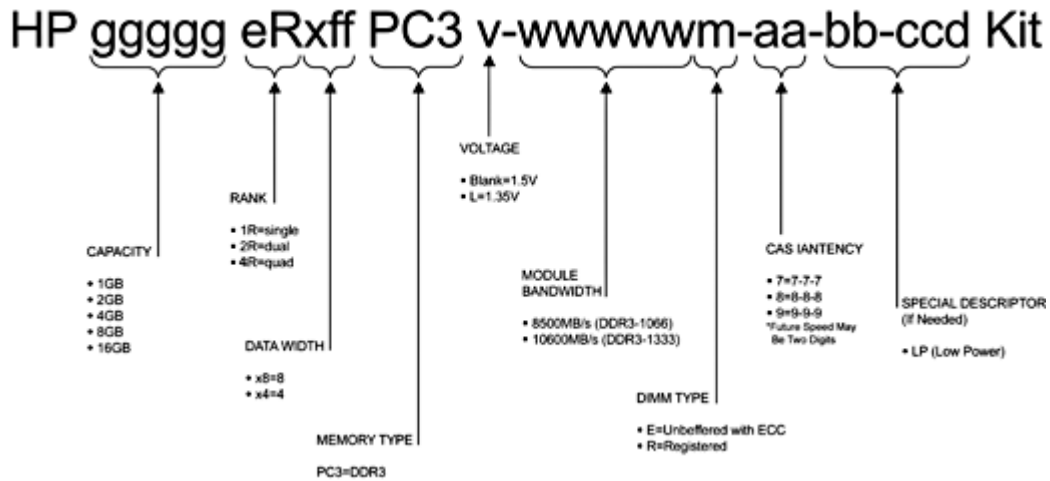 HP ggggg eRxff PC3 v-wwwwwm-aa-bb-ccd Kit
VOLTAGE
▪ Blank=1.5V
▪ L=1.35V
RANK
▪ 1R=single
▪ 2R=dual
▪ 4R=quad
CAPACITY
• 1GB
• 2GB
• 4GB
• 8GB
• 16GB
CAS IANTENCY
▪ 7=7-7-7
▪ 8=8-8-8
▪ 9=9-9-9
*Future Speed May
Be Two Digits
MODULE
BANDWIDTH
▪ 8500MB/s (DDR3-1066)
▪ 10600MB/s (DDR3-1333)
SPECIAL DESCRIPTOR
(If Needed)
• LP (Low Power)
DATA WIDTH
• x8=8
• x4=4
DIMM TYPE
• E=Unbeffered with ECC
• R=Registered
MEMORY TYPE
PC3=DDR3